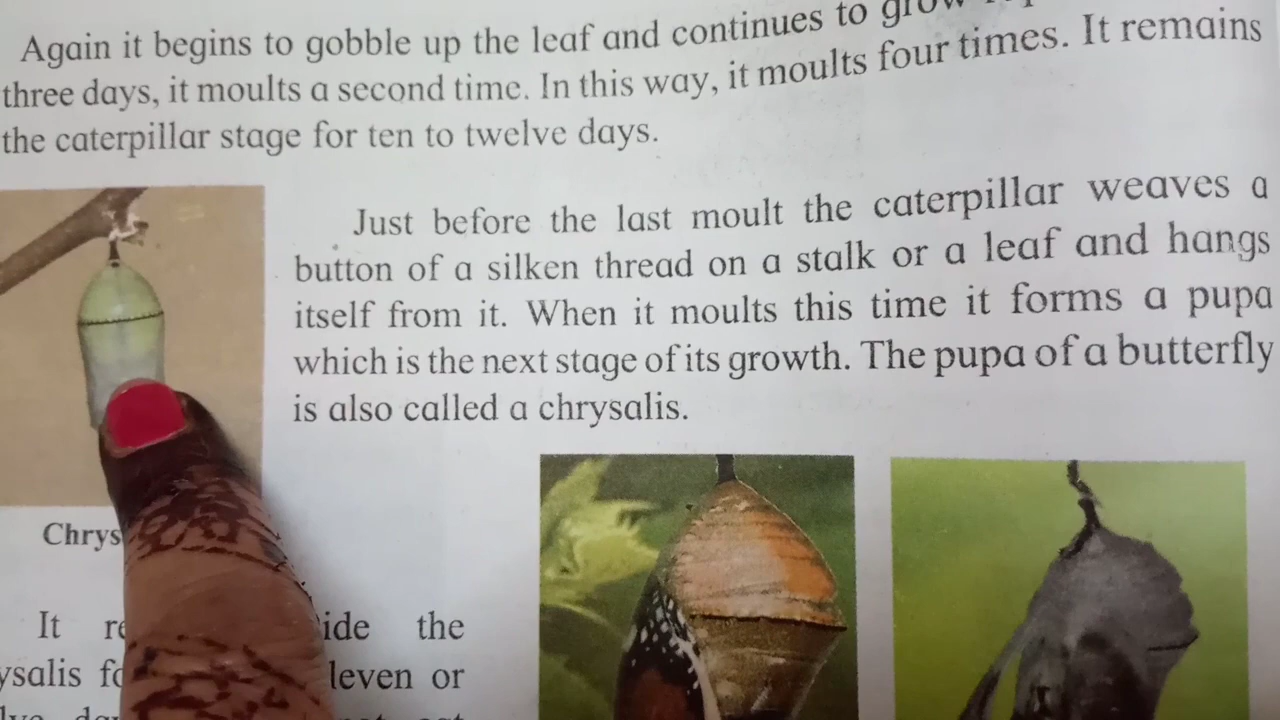 Again it begins to gobble up the leaf and continues to grow
three days, it moults a second time. In this way, it moults four times. It remains
the caterpillar stage for ten to twelve days.
Just before the last moult the caterpillar weaves a
button of a silken thread on a stalk or a leaf and hangs
itself from it. When it moults this time it forms a pupa
which is the next stage of its growth. The pupa of a butterfly
is also called a chrysalis.
Chrys
It re ide the
ysalis fo leven or